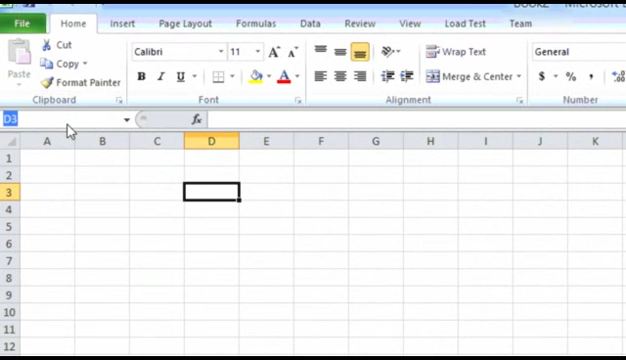 File Home Insert Page Layout Formulas Data Review View Load Test Team
Cut
Copy
Format Painter
Paste
Calibri 11
B I U
Wrap Text
Merge & Center
General
$ % ,
Clipboard Font Alignment Number
D3 fx
A B C D E F G H I J K
1
2
3
4
5
6
7
8
9
10
11
12